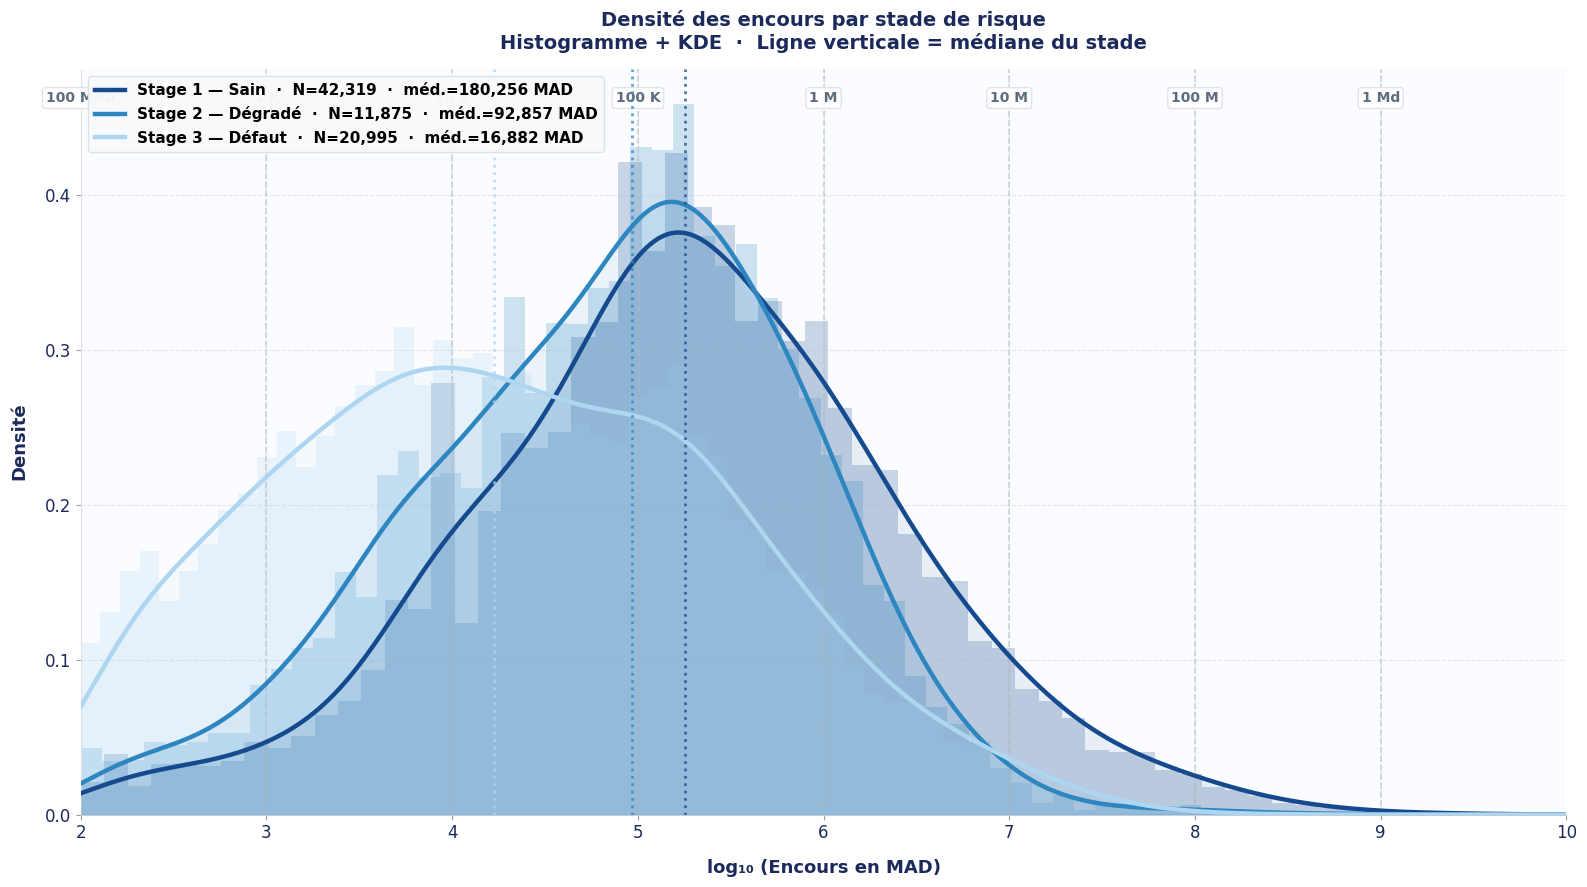 Densité des encours par stade de risque
Histogramme + KDE · Ligne verticale = médiane du stade
Stage 1 — Sain · N=42,319 · méd.=180,256 MAD
Stage 2 — Dégradé · N=11,875 · méd.=92,857 MAD
Stage 3 — Défaut · N=20,995 · méd.=16,882 MAD
100 MAD
100 K
1 M
10 M
100 M
1 Md
Densité
0.4
0.3
0.2
0.1
0.0
2
3
4
5
6
7
8
9
10
log₁₀ (Encours en MAD)